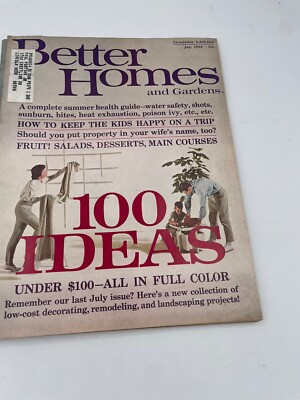 Better
Homes
and Gardens
July 1964
A complete summer health guide—water safety, shots,
sunburn, bites, heat exhaustion, poison ivy, etc., etc.
HOW TO KEEP THE KIDS HAPPY ON A TRIP
Should you put property in your wife's name, too?
FRUIT! SALADS, DESSERTS, MAIN COURSES
100
IDEAS
UNDER $100—ALL IN FULL COLOR
Remember our last July issue? Here's a new collection of
low-cost decorating, remodeling, and landscaping projects!